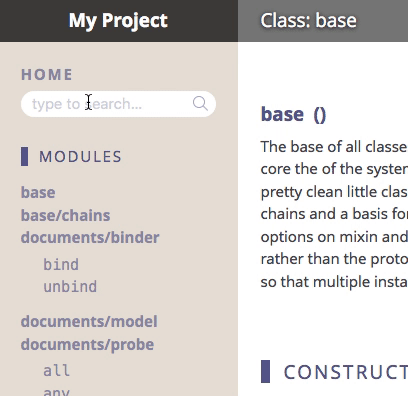 My Project
Class: base
HOME
type to search...
MODULES
base
base/chains
documents/binder
bind
unbind
documents/model
documents/probe
all
any
base ()
The base of all classe
core the of the syster
pretty clean little clas
chains and a basis fo
options on mixin and
rather than the proto
so that multiple insta
CONSTRUCT